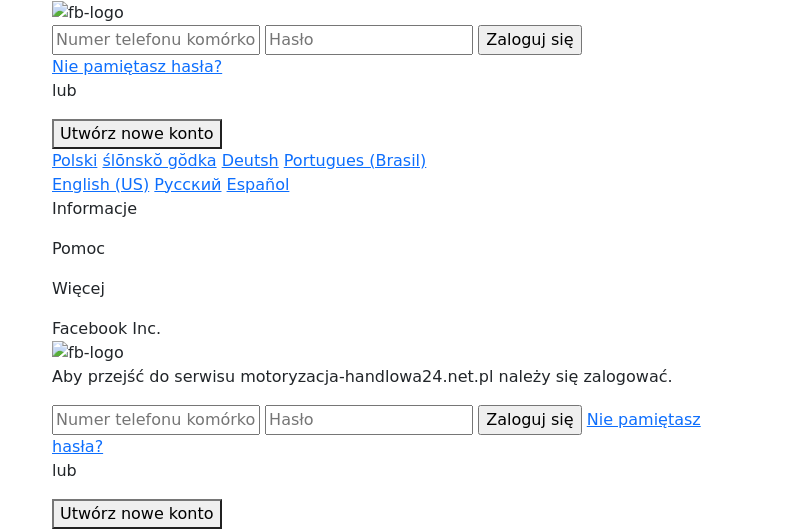 fb-logo
Numer telefonu komórko Hasło Zaloguj się
Nie pamiętasz hasła?
lub
Utwórz nowe konto
Polski ślōnskŏ gŏdka Deutsh Portugues (Brasil)
English (US) Русский Español
Informacje
Pomoc
Więcej
Facebook Inc.
fb-logo
Aby przejść do serwisu motoryzacja-handlowa24.net.pl należy się zalogować.
Numer telefonu komórko Hasło Zaloguj się Nie pamiętasz
hasła?
lub
Utwórz nowe konto